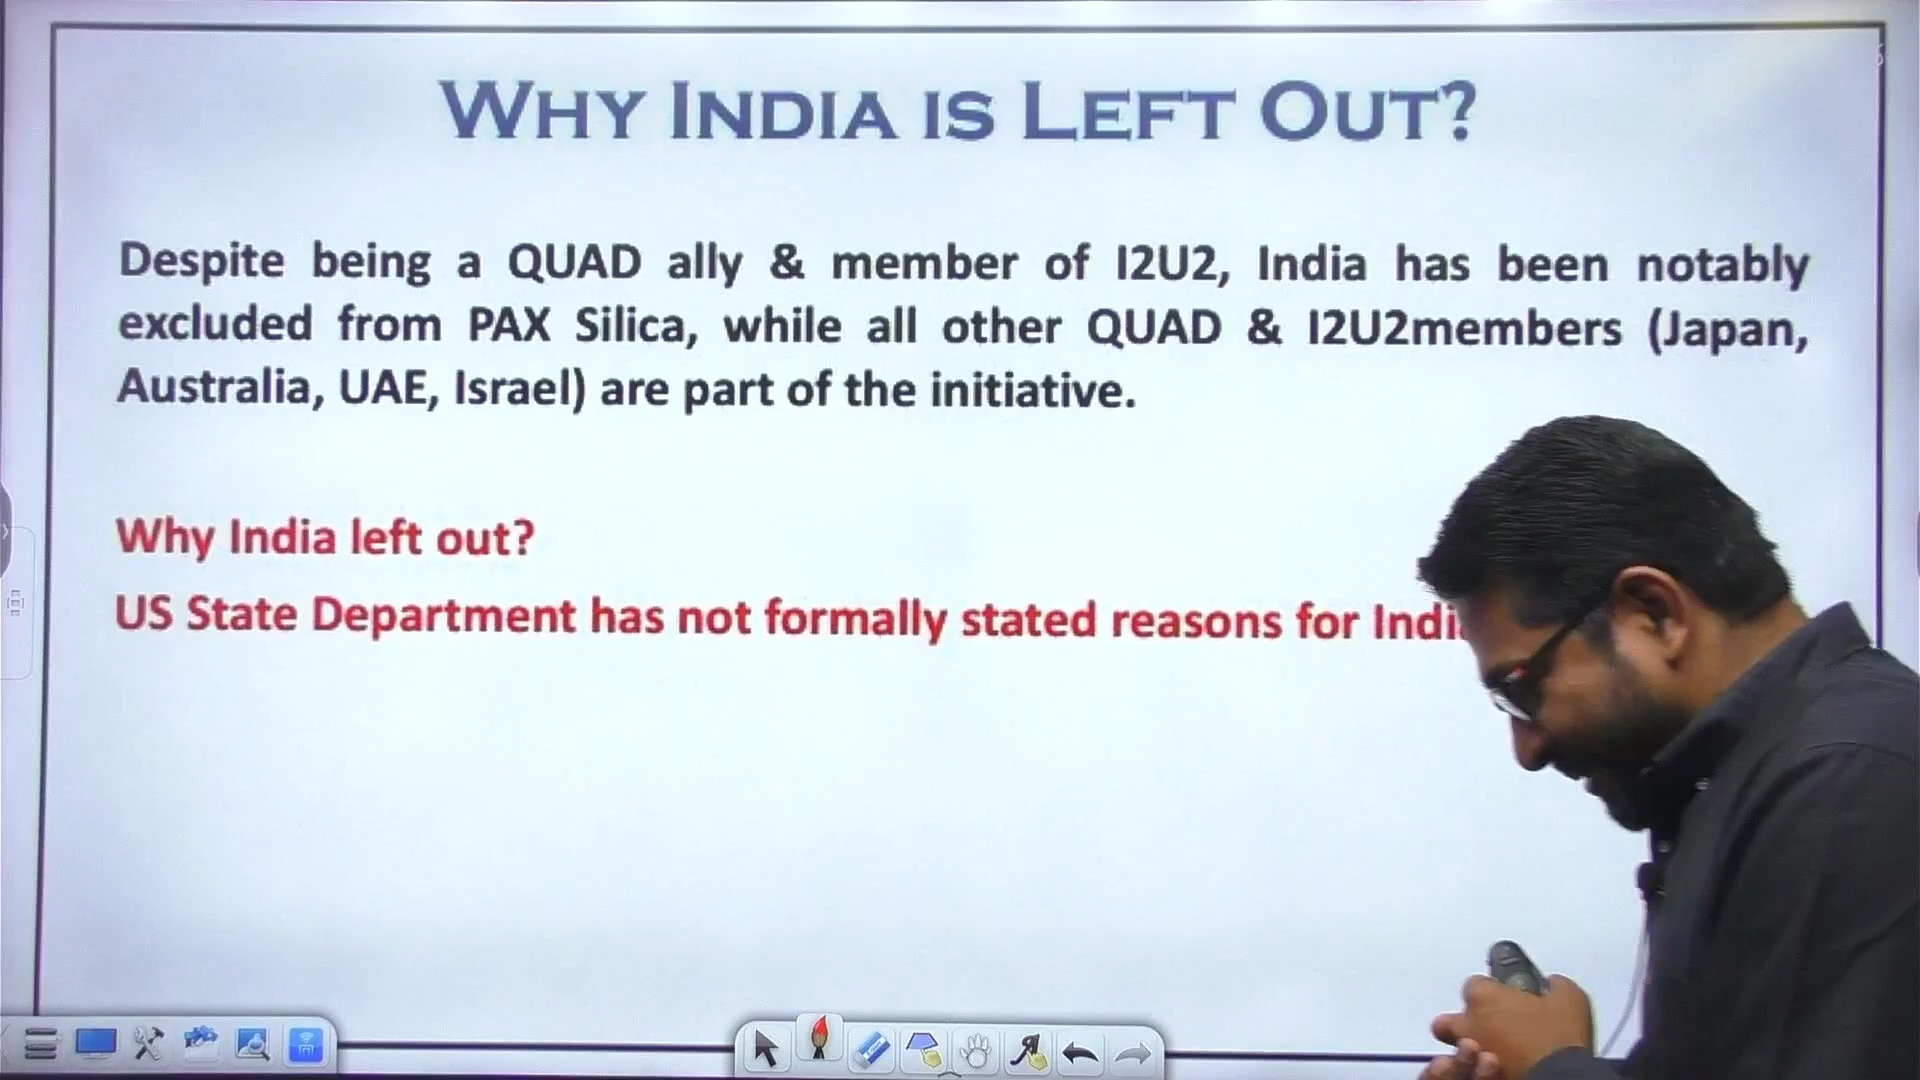 WHY INDIA IS LEFT OUT?
Despite being a QUAD ally & member of I2U2, India has been notably
excluded from PAX Silica, while all other QUAD & I2U2members (Japan,
Australia, UAE, Israel) are part of the initiative.
Why India left out?
US State Department has not formally stated reasons for